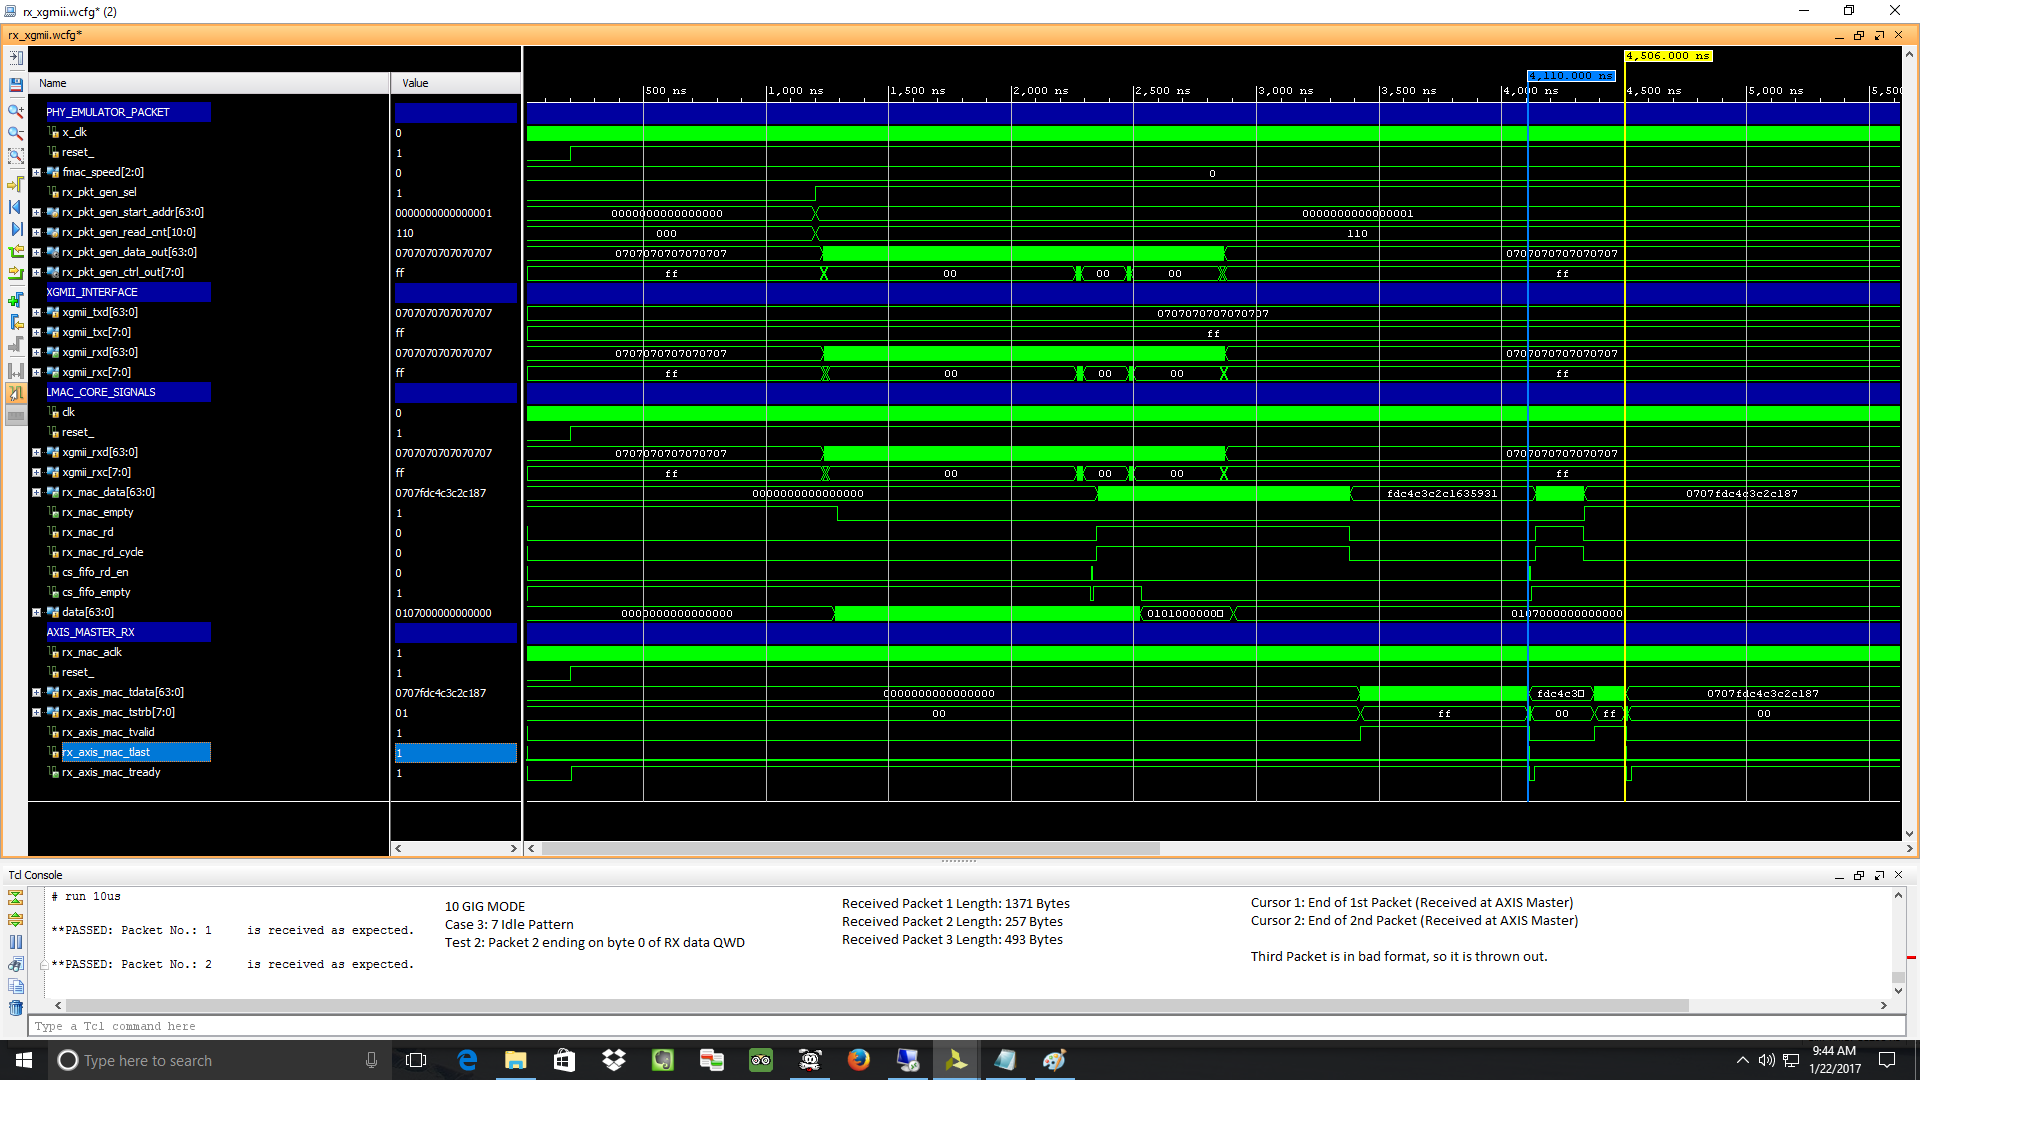 rx_xgmii.wcfg* (2)
rx_xgmii.wcfg*
4,506.000 ns
4,110.000 ns
Name Value
500 ns 1,000 ns 1,500 ns 2,000 ns 2,500 ns 3,000 ns 3,500 ns 4,000 ns 4,500 ns 5,000 ns 5,500
PHY_EMULATOR_PACKET
x_clk 0
reset_ 1
fmac_speed[2:0] 0 0
rx_pkt_gen_sel 1
rx_pkt_gen_start_addr[63:0] 0000000000000001 0000000000000000 0000000000000001
rx_pkt_gen_read_cnt[10:0] 110 000 110
rx_pkt_gen_data_out[63:0] 0707070707070707 0707070707070707 0707070707070707
rx_pkt_gen_ctrl_out[7:0] ff ff 00 00 00 ff
XGMII_INTERFACE
xgmii_txd[63:0] 0707070707070707 0707070707070707
xgmii_txc[7:0] ff ff
xgmii_rxd[63:0] 0707070707070707 0707070707070707 0707070707070707
xgmii_rxc[7:0] ff ff 00 00 00 ff
LMAC_CORE_SIGNALS
clk 0
reset_ 1
xgmii_rxd[63:0] 0707070707070707 0707070707070707 0707070707070707
xgmii_rxc[7:0] ff ff 00 00 00 ff
rx_mac_data[63:0] 0707fdc4c3c2c187 0000000000000000 fdc4c3c2c1635931 0707fdc4c3c2c187
rx_mac_empty 1
rx_mac_rd 0
rx_mac_rd_cycle 0
cs_fifo_rd_en 0
cs_fifo_empty 1
data[63:0] 0107000000000000 0000000000000000 0101000000 0107000000000000
AXIS_MASTER_RX
rx_mac_aclk 1
reset_ 1
rx_axis_mac_tdata[63:0] 0707fdc4c3c2c187 0000000000000000 fdc4c3 0707fdc4c3c2c187
rx_axis_mac_tstrb[7:0] 01 00 ff 00 ff 00
rx_axis_mac_tvalid 1
rx_axis_mac_tlast 1
rx_axis_mac_tready 1
Tcl Console
# run 10us
**PASSED: Packet No.: 1 is received as expected.
**PASSED: Packet No.: 2 is received as expected.
10 GIG MODE
Case 3: 7 Idle Pattern
Test 2: Packet 2 ending on byte 0 of RX data QWD
Received Packet 1 Length: 1371 Bytes
Received Packet 2 Length: 257 Bytes
Received Packet 3 Length: 493 Bytes
Cursor 1: End of 1st Packet (Received at AXIS Master)
Cursor 2: End of 2nd Packet (Received at AXIS Master)
Third Packet is in bad format, so it is thrown out.
Type a Tcl command here
Type here to search
9:44 AM
1/22/2017